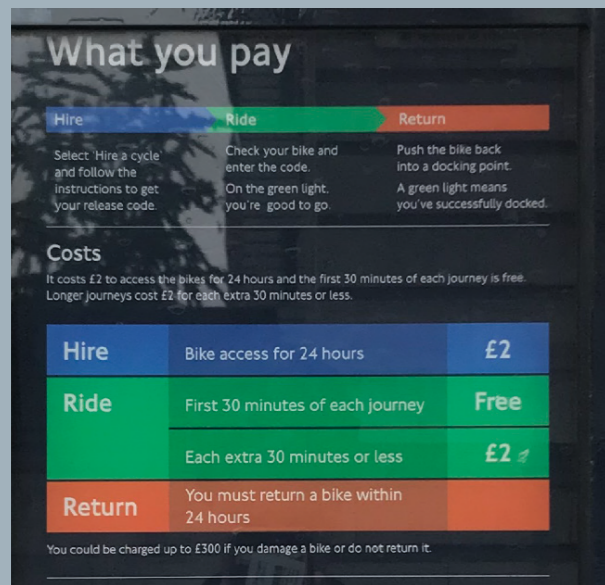 What you pay
Hire
Ride
Return
Select 'Hire a cycle'
and follow the
instructions to get
your release code.
Check your bike and
enter the code.
On the green light,
you're good to go.
Push the bike back
into a docking point.
A green light means
you've successfully docked.
Costs
It costs £2 to access the bikes for 24 hours and the first 30 minutes of each journey is free.
Longer journeys cost £2 for each extra 30 minutes or less.
Hire Bike access for 24 hours £2
Ride First 30 minutes of each journey Free
Each extra 30 minutes or less £2
Return You must return a bike within
24 hours
You could be charged up to £300 if you damage a bike or do not return it.